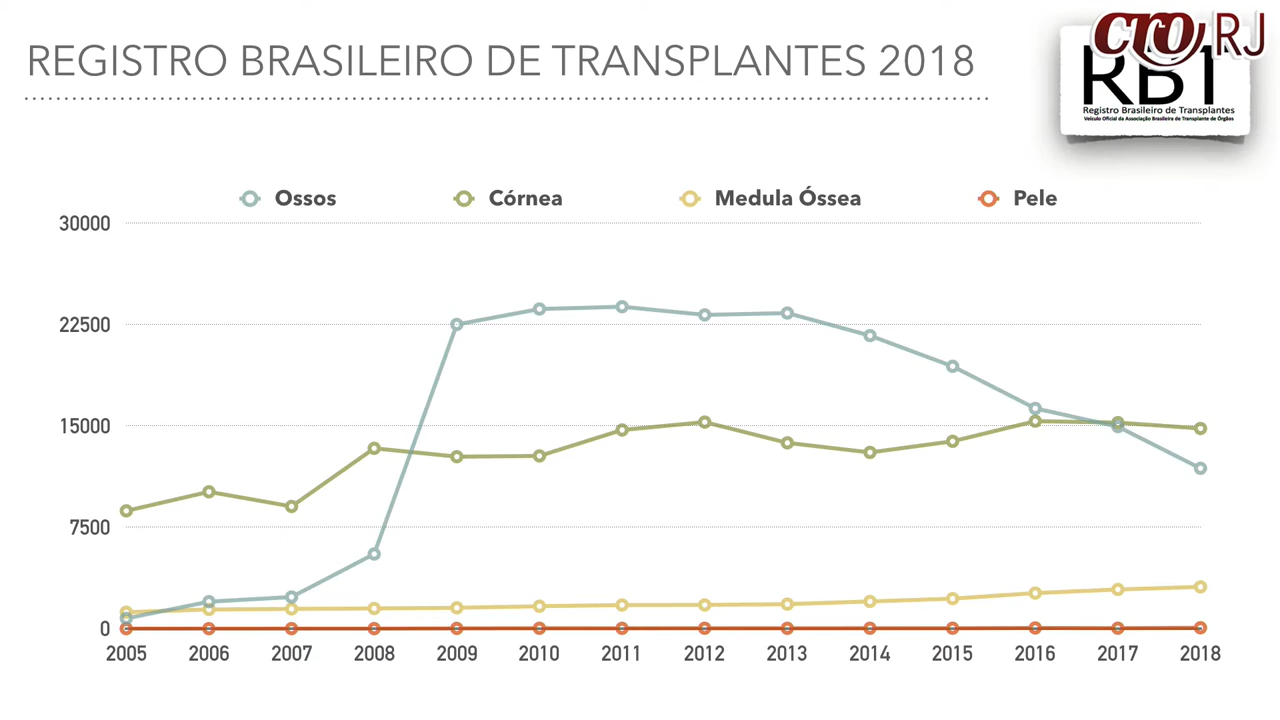 REGISTRO BRASILEIRO DE TRANSPLANTES 2018
CRO RJ
RBT
Registro Brasileiro de Transplantes
Veículo Oficial da Associação Brasileira de Transplante de Órgãos
Ossos
Córnea
Medula Óssea
Pele
30000
22500
15000
7500
0
2005 2006 2007 2008 2009 2010 2011 2012 2013 2014 2015 2016 2017 2018